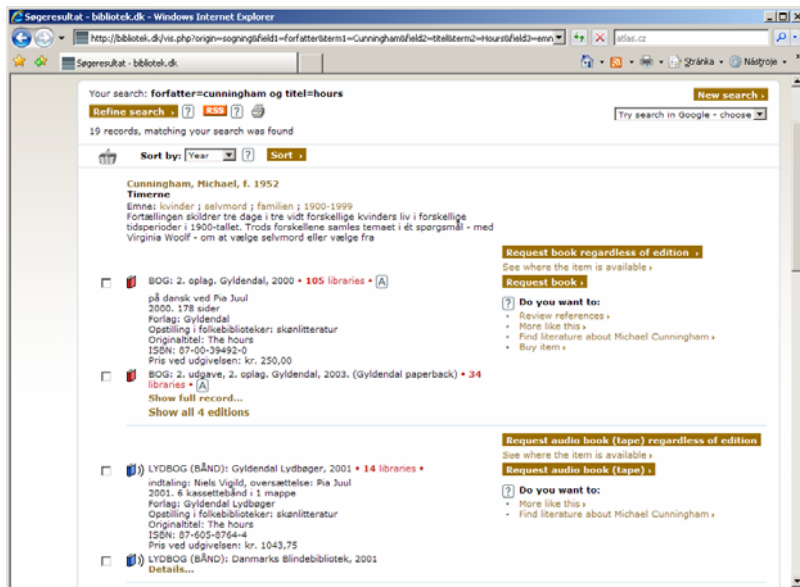 Søgeresultat - bibliotek.dk - Windows Internet Explorer
http://bibliotek.dk/vis.php?origin=sogning&field1=forfatter&term1=Cunningham&field2=titel&term2=Hours&field3=emn
atlas.cz
Søgeresultat - bibliotek.dk
Stránka
Nástroje
Your search: forfatter=cunningham og titel=hours
New search ›
Refine search › ? RSS ?
Try search in Google - choose
19 records, matching your search was found
Sort by: Year ? Sort ›
Cunningham, Michael, f. 1952
Timerne
Emne: kvinder ; selvmord ; familien ; 1900-1999
Fortællingen skildrer tre dage i tre vidt forskellige kvinders liv i forskellige
tidsperioder i 1900-tallet. Trods forskellene samles temaet i ét spørgsmål - med
Virginia Woolf - om at vælge selvmord eller vælge fra
Request book regardless of edition ›
See where the item is available ›
BOG: 2. oplag. Gyldendal, 2000 • 105 libraries • A
Request book ›
på dansk ved Pia Juul
2000. 178 sider
Forlag: Gyldendal
Opstilling i folkebiblioteker: skønlitteratur
Originaltitel: The hours
ISBN: 87-00-39492-0
Pris ved udgivelsen: kr. 250,00
? Do you want to:
• Review references ›
• More like this ›
• Find literature about Michael Cunningham ›
• Buy item ›
BOG: 2. udgave, 2. oplag. Gyldendal, 2003. (Gyldendal paperback) • 34
libraries • A
Show full record...
Show all 4 editions
Request audio book (tape) regardless of edition
See where the item is available ›
LYDBOG (BÅND): Gyldendal Lydbøger, 2001 • 14 libraries •
Request audio book (tape) ›
indtaling: Niels Vigild, oversættelse: Pia Juul
2001. 6 kassettebånd i 1 mappe
Forlag: Gyldendal Lydbøger
Opstilling i folkebiblioteker: skønlitteratur
Originaltitel: The hours
ISBN: 87-605-8764-4
Pris ved udgivelsen: kr. 1043,75
? Do you want to:
• More like this ›
• Find literature about Michael Cunningham ›
LYDBOG (BÅND): Danmarks Blindebibliotek, 2001
Details...